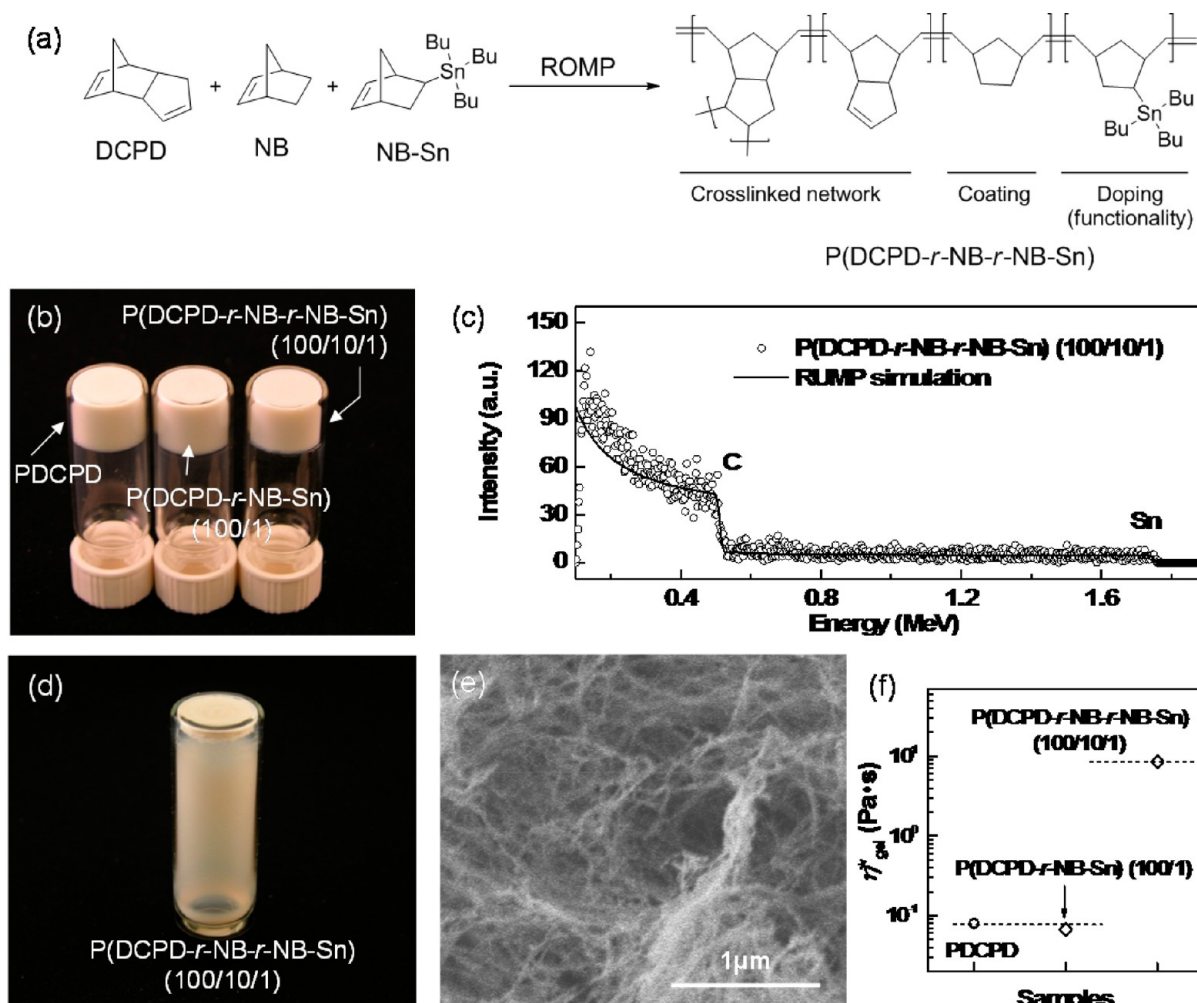 (a)
Bu
Sn
Bu
Bu
ROMP
+
+
DCPD
NB
NB-Sn
Sn
Bu
Bu
Bu
Crosslinked network
Coating
Doping
(functionality)
P(DCPD-r-NB-r-NB-Sn)
(b)
P(DCPD-r-NB-r-NB-Sn)
(100/10/1)
PDCPD
P(DCPD-r-NB-Sn)
(100/1)
(c)
P(DCPD-r-NB-r-NB-Sn) (100/10/1)
RUMP simulation
150
120
90
60
30
0
Intensity (a.u.)
C
Sn
0.4
0.8
1.2
1.6
Energy (MeV)
(d)
P(DCPD-r-NB-r-NB-Sn)
(100/10/1)
(e)
1μm
(f)
P(DCPD-r-NB-r-NB-Sn)
(100/10/1)
10¹
10⁰
10⁻¹
η*gel (Pa•s)
P(DCPD-r-NB-Sn) (100/1)
PDCPD
Samples